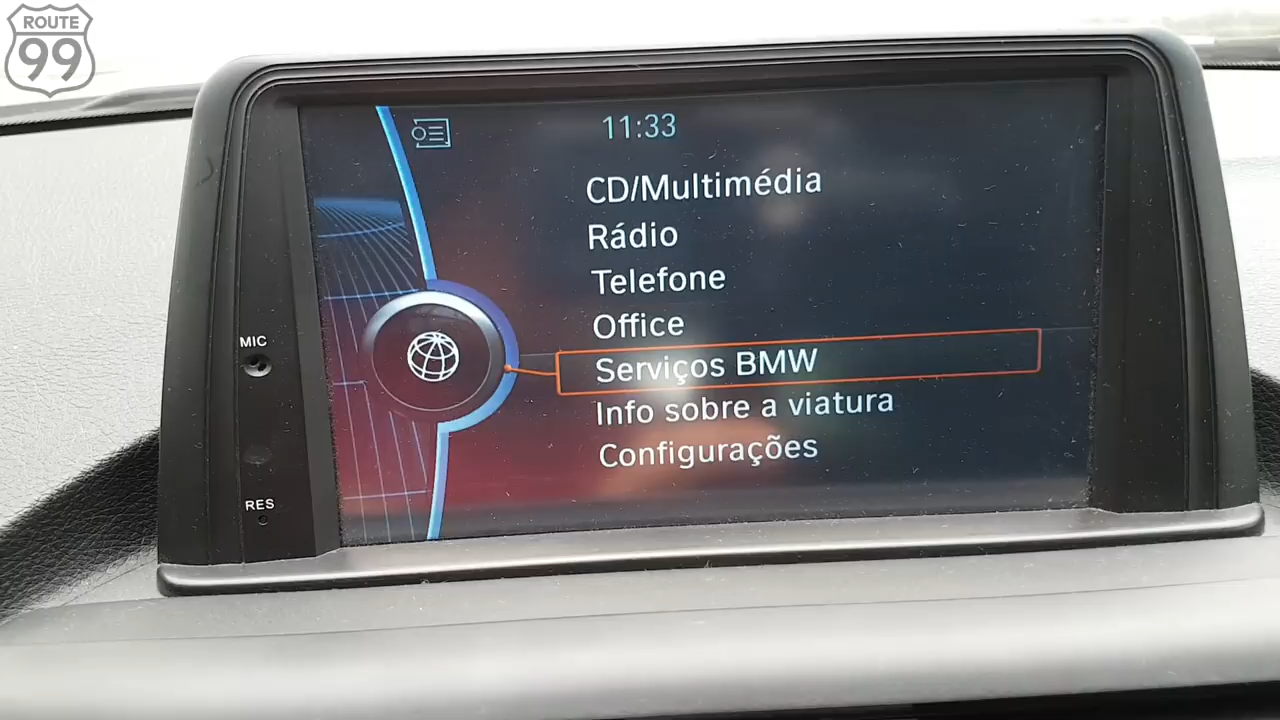 ROUTE
99
11:33
CD/Multimédia
Rádio
Telefone
Office
Serviços BMW
Info sobre a viatura
Configurações
MIC
RES